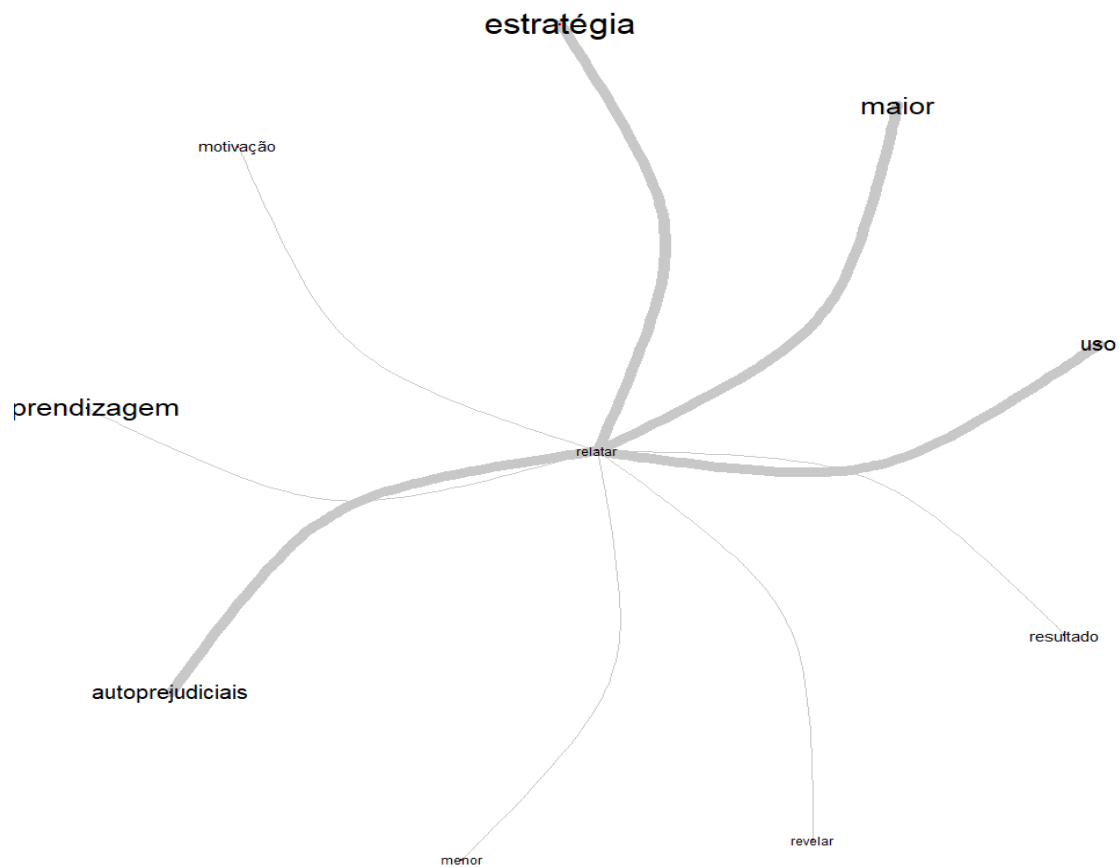 estratégia
maior
motivação
uso
prendizagem
relatar
resultado
autoprejudiciais
revelar
menor